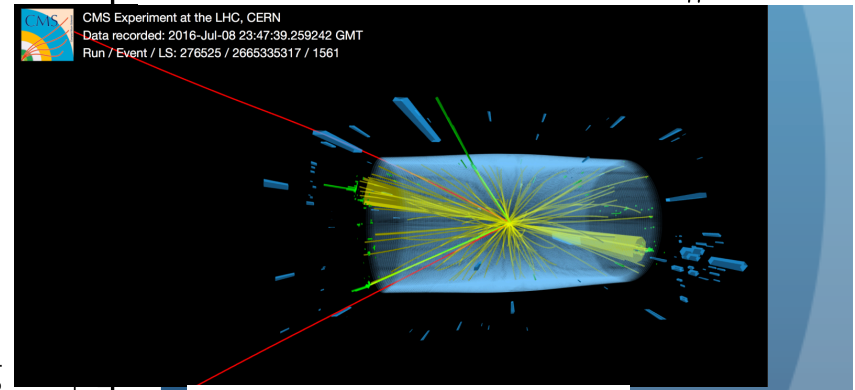 CMS
CMS Experiment at the LHC, CERN
Data recorded: 2016-Jul-08 23:47:39.259242 GMT
Run / Event / LS: 276525 / 2665335317 / 1561